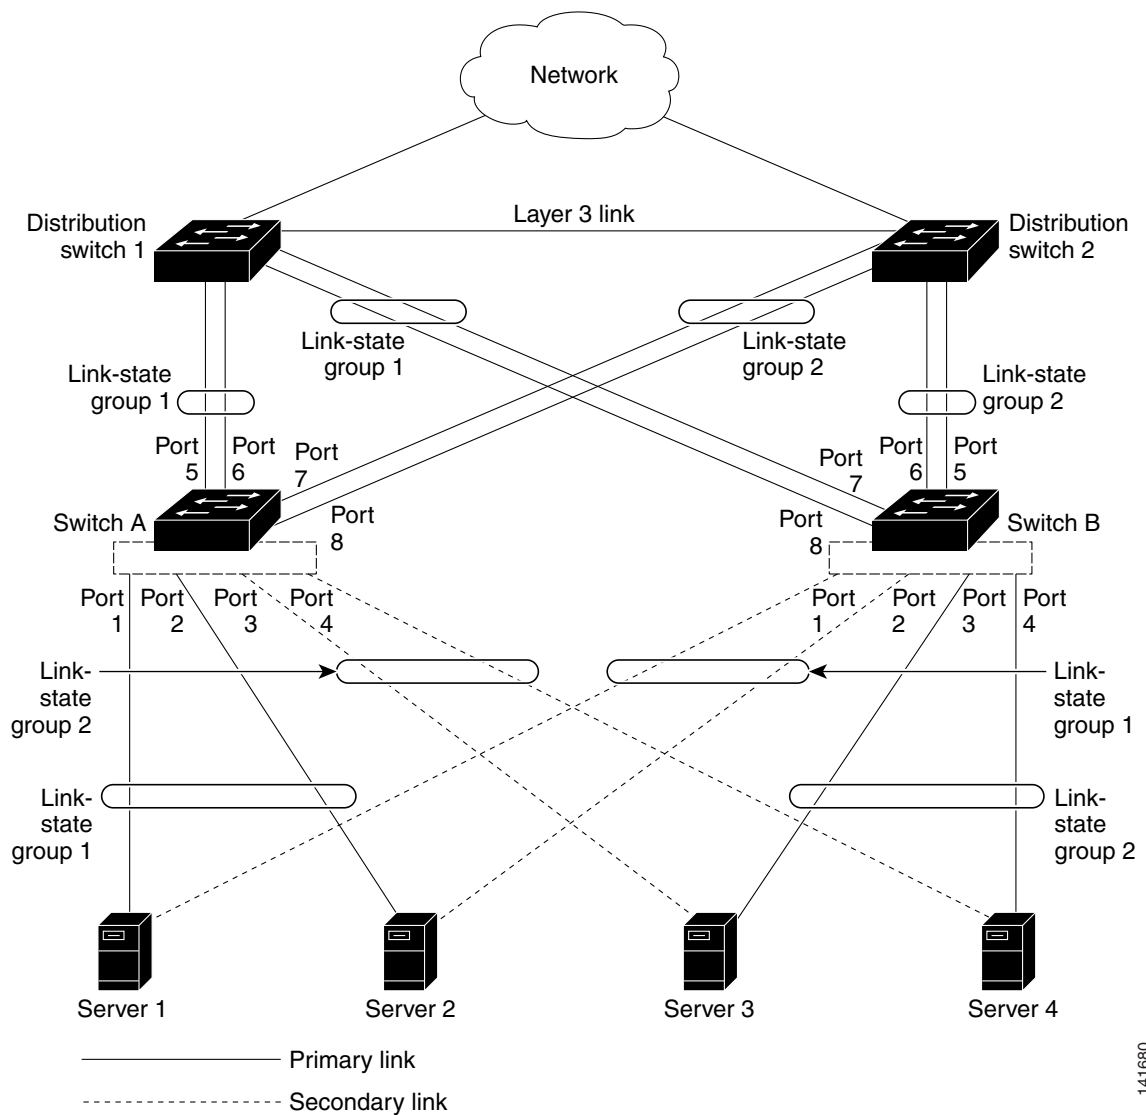 Network
Layer 3 link
Distribution
switch 1
Distribution
switch 2
Link-state
group 1
Link-state
group 2
Link-state
group 1
Link-state
group 2
Port
5
Port
6
Port
7
Port
8
Port
7
Port
6
Port
5
Port
8
Switch A
Switch B
Port
1
Port
2
Port
3
Port
4
Port
1
Port
2
Port
3
Port
4
Link-
state
group 2
Link-
state
group 1
Link-
state
group 1
Link-
state
group 2
Server 1
Server 2
Server 3
Server 4
Primary link
Secondary link
141680